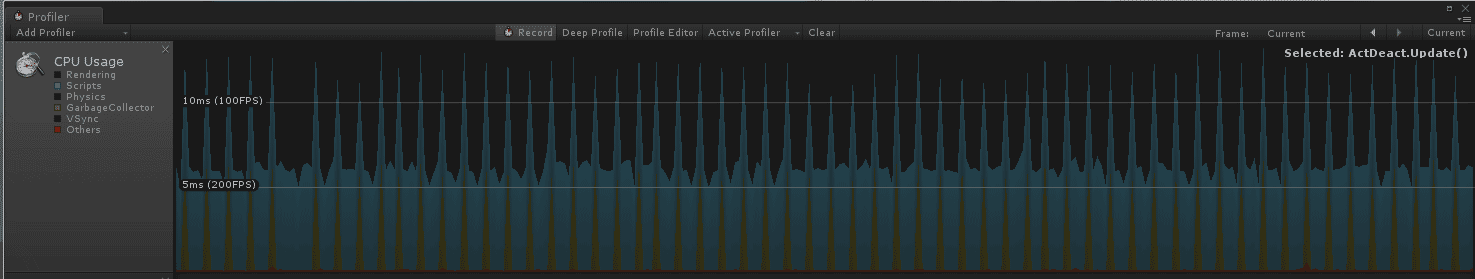 Profiler
Add Profiler Record Deep Profile Profile Editor Active Profiler Clear Frame: Current Current
CPU Usage
Rendering
Scripts
Physics
GarbageCollector
VSync
Others
Selected: ActDeact.Update()
10ms (100FPS)
5ms (200FPS)